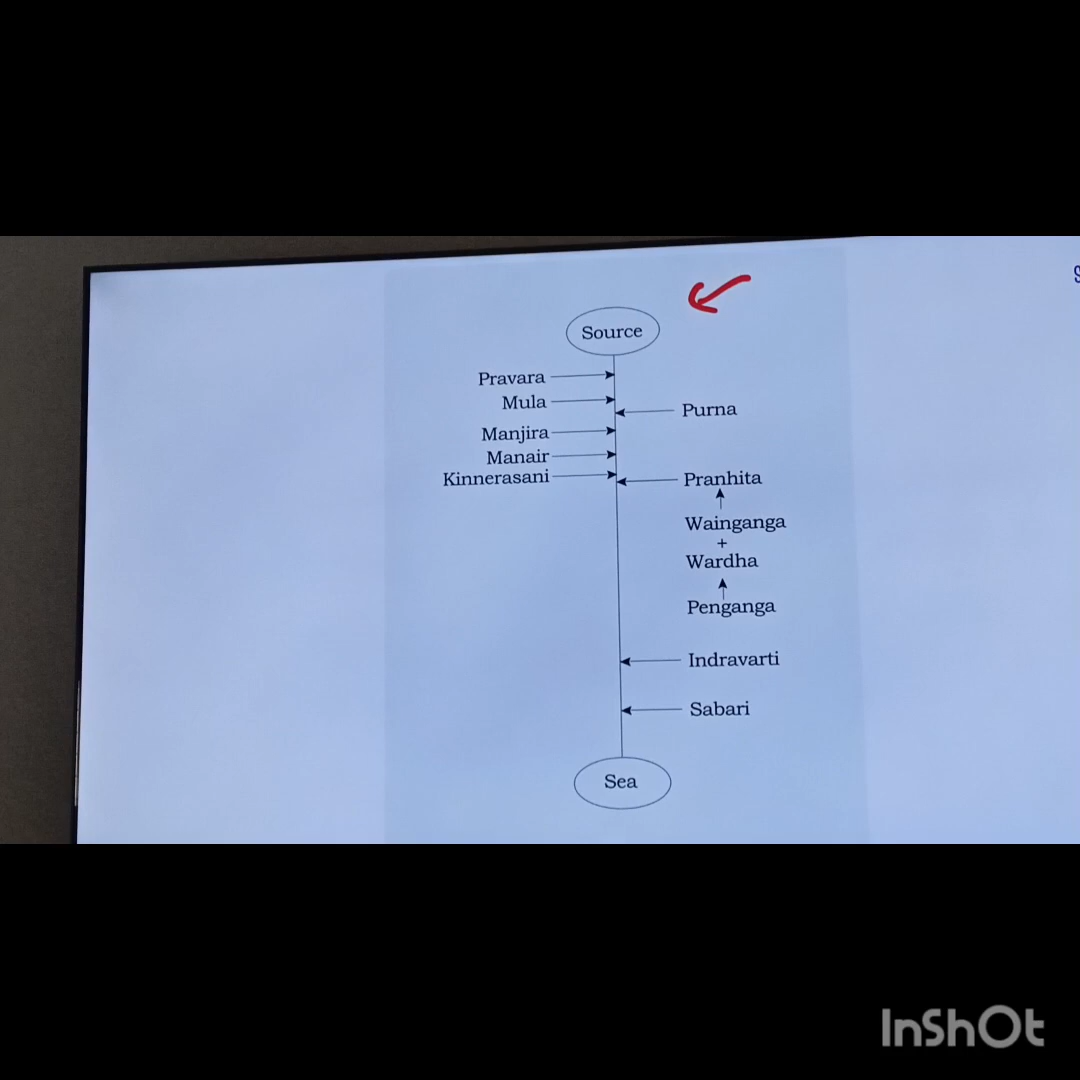 Source
Pravara
Mula
Purna
Manjira
Manair
Kinnerasani
Pranhita
Wainganga
+
Wardha
Penganga
Indravarti
Sabari
Sea
InShOt